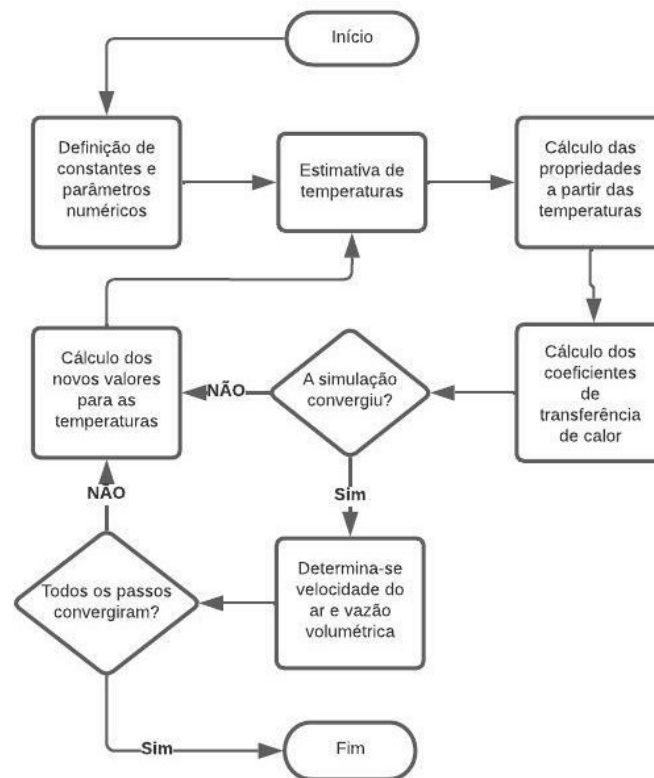 Início
Definição de
constantes e
parâmetros
numéricos
Estimativa de
temperaturas
Cálculo das
propriedades
a partir das
temperaturas
Cálculo dos
novos valores
para as
temperaturas
NÃO
A simulação
convergiu?
Cálculo dos
coeficientes
de
transferência
de calor
NÃO
Sim
Todos os passos
convergiram?
Determina-se
velocidade do
ar e vazão
volumétrica
Sim
Fim